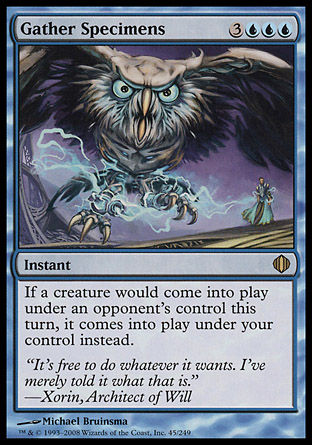 Gather Specimens 3
Instant
If a creature would come into play
under an opponent's control this
turn, it comes into play under your
control instead.
"It's free to do whatever it wants. I've
merely told it what that is."
—Xorin, Architect of Will
Michael Bruinsma
™ & © 1993–2008 Wizards of the Coast, Inc. 45/249